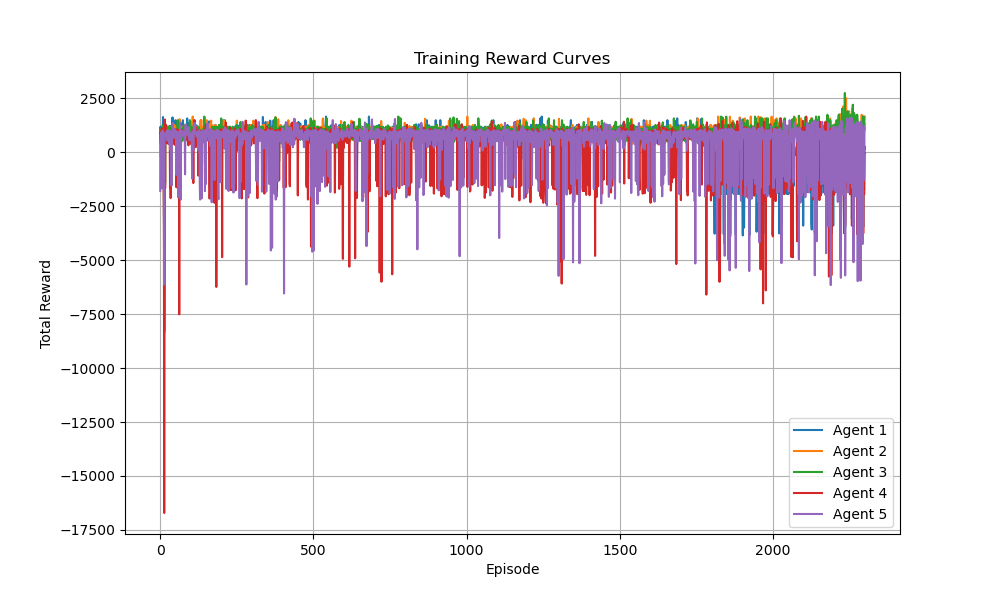 Training Reward Curves
Total Reward
2500
0
−2500
−5000
−7500
−10000
−12500
−15000
−17500
0 500 1000 1500 2000
Episode
Agent 1
Agent 2
Agent 3
Agent 4
Agent 5